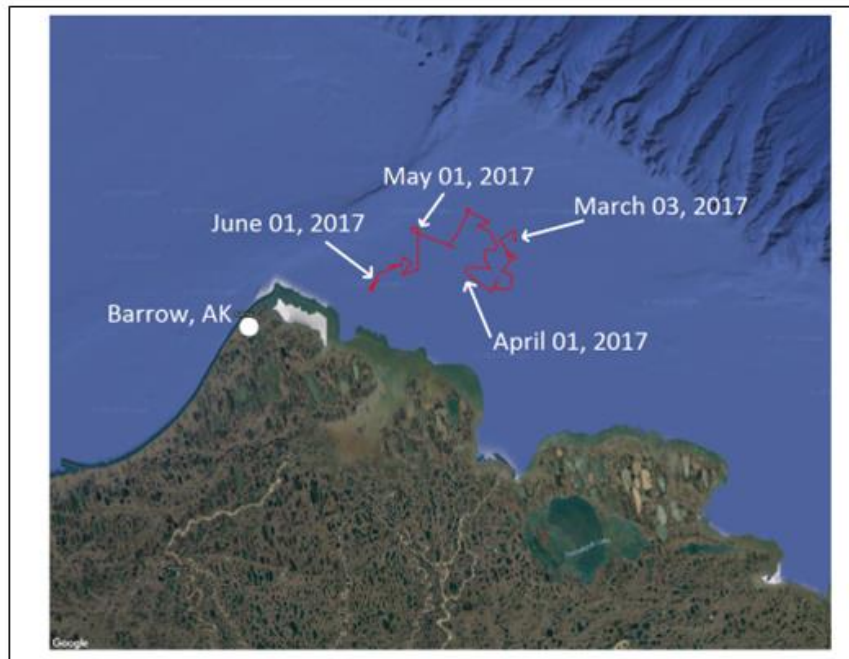 May 01, 2017
June 01, 2017
March 03, 2017
Barrow, AK
April 01, 2017
Google